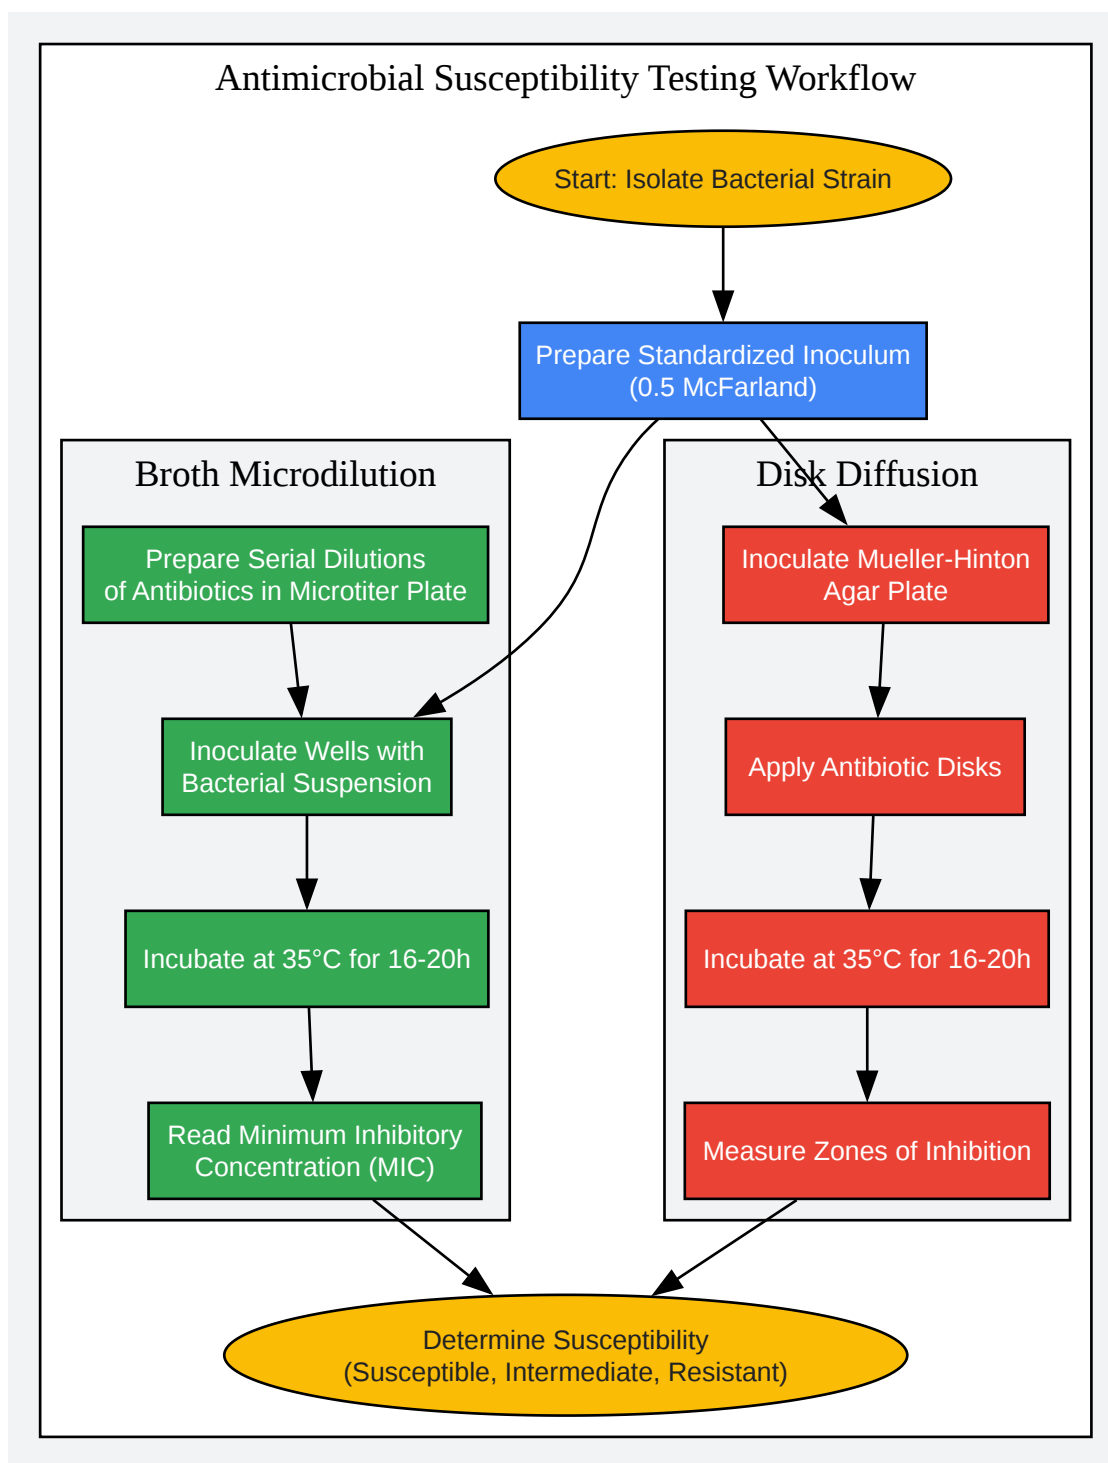 Antimicrobial Susceptibility Testing Workflow
Start: Isolate Bacterial Strain
Prepare Standardized Inoculum
(0.5 McFarland)
Broth Microdilution
Prepare Serial Dilutions
of Antibiotics in Microtiter Plate
Inoculate Wells with
Bacterial Suspension
Incubate at 35°C for 16-20h
Read Minimum Inhibitory
Concentration (MIC)
Disk Diffusion
Inoculate Mueller-Hinton
Agar Plate
Apply Antibiotic Disks
Incubate at 35°C for 16-20h
Measure Zones of Inhibition
Determine Susceptibility
(Susceptible, Intermediate, Resistant)